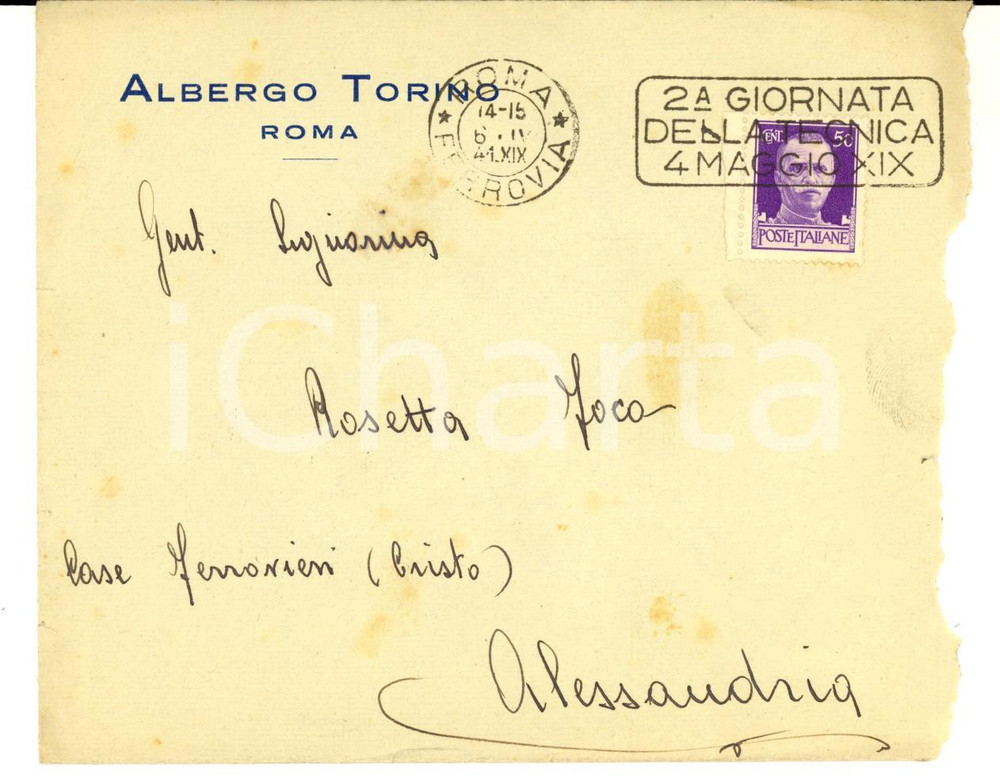 ALBERGO TORINO
ROMA
ROMA
14-15
6 · IV
41.XIX
FERROVIA
2A GIORNATA
DELLA TECNICA
4 MAGGIO XIX
CENT. 50
POSTE ITALIANE
Gent. Signorina
iCharta
Rosetta Foco
Case Ferrovieri (Cristo)
Alessandria